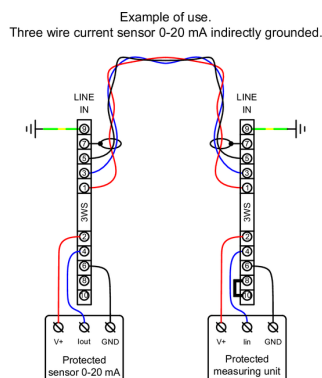 Example of use.
Three wire current sensor 0-20 mA indirectly grounded.
LINE
IN
9
7
5
3
1
3WS
2
4
6
8
10
V+ Iout GND
Protected
sensor 0-20 mA
LINE
IN
9
7
5
3
1
3WS
2
4
6
8
10
V+ Iin GND
Protected
measuring unit